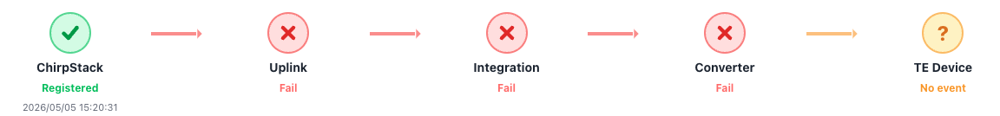 ?
ChirpStack Uplink Integration Converter TE Device
Registered Fail Fail Fail No event
2026/05/05 15:20:31